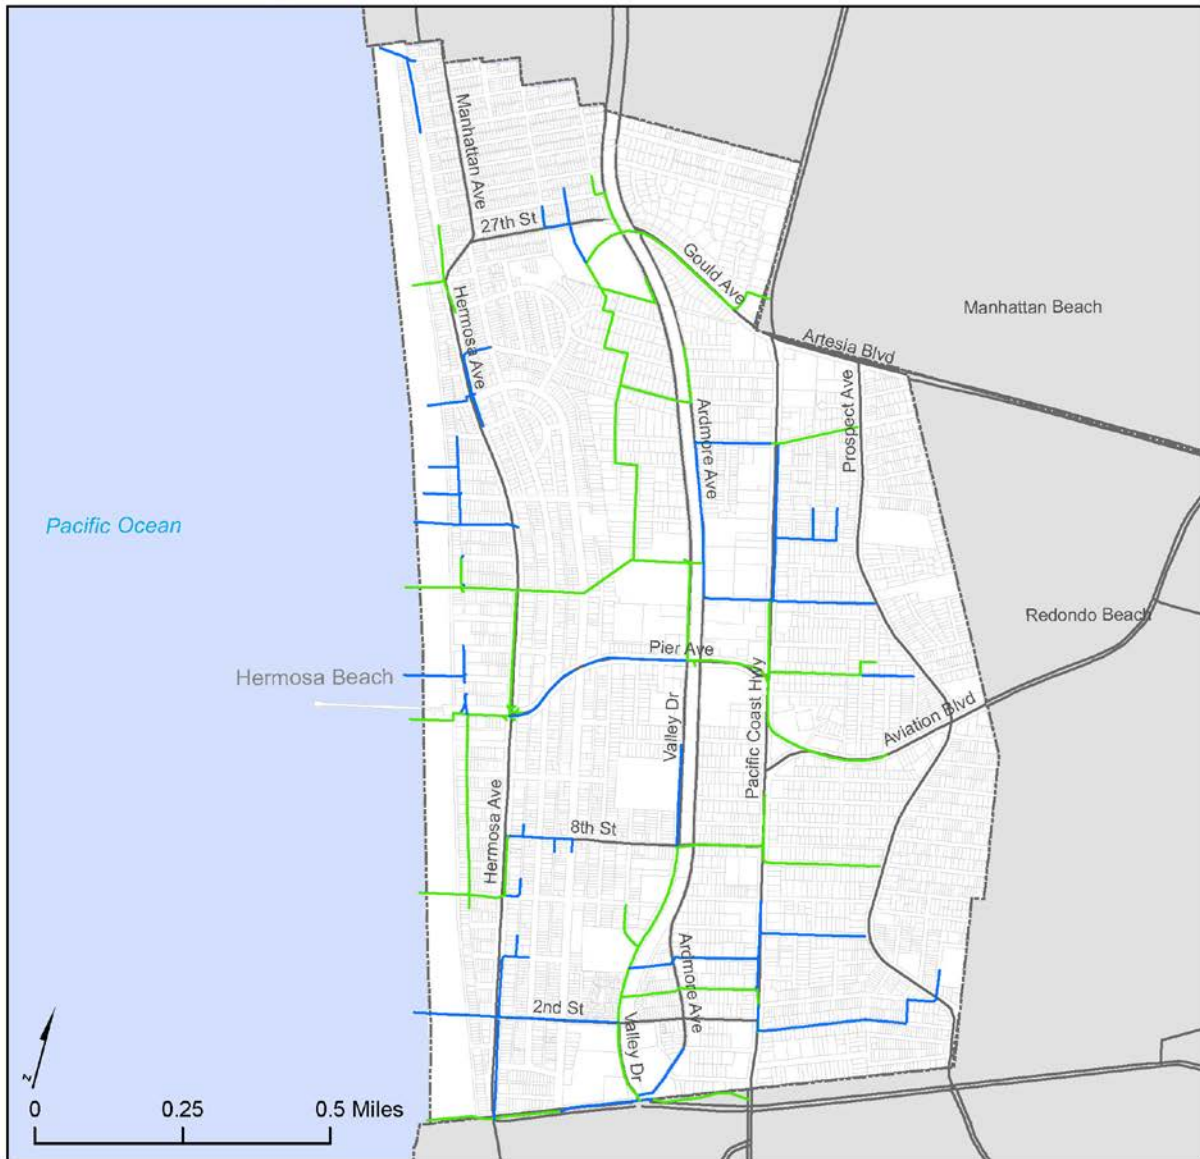 Manhattan Ave
27th St
Gould Ave
Manhattan Beach
Hermosa Ave
Artesia Blvd
Prospect Ave
Ardmore Ave
Pacific Ocean
Redondo Beach
Pier Ave
Hermosa Beach
Pacific Coast Hwy
Valley Dr
Aviation Blvd
Hermosa Ave
8th St
Ardmore Ave
2nd St
Valley Dr
z
0 0.25 0.5 Miles